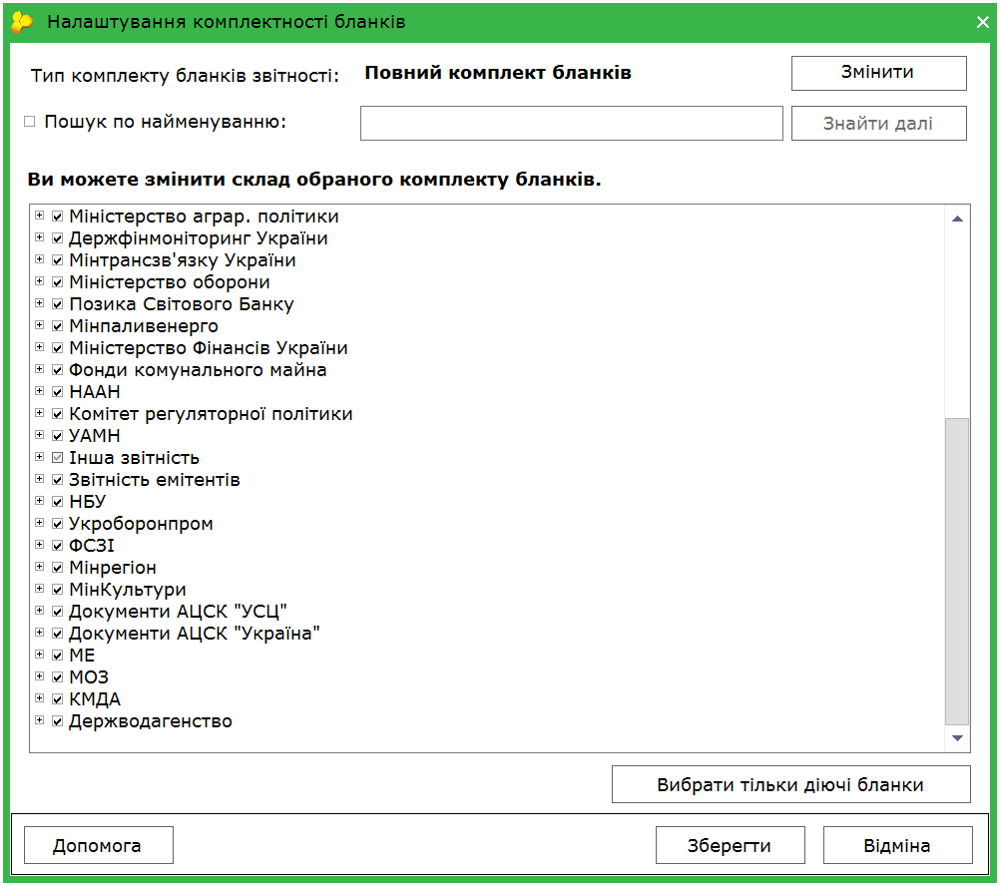 Налаштування комплектності бланків
Тип комплекту бланків звітності: Повний комплект бланків Змінити
Пошук по найменуванню: Знайти далі
Ви можете змінити склад обраного комплекту бланків.
Міністерство аграр. політики
Держфінмоніторинг України
Мінтрансзв'язку України
Міністерство оборони
Позика Світового Банку
Мінпаливенерго
Міністерство Фінансів України
Фонди комунального майна
НААН
Комітет регуляторної політики
УАМН
Інша звітність
Звітність емітентів
НБУ
Укроборонпром
ФСЗІ
Мінрегіон
МінКультури
Документи АЦСК "УСЦ"
Документи АЦСК "Україна"
МЕ
МОЗ
КМДА
Держводагенство
Вибрати тільки діючі бланки
Допомога Зберегти Відміна